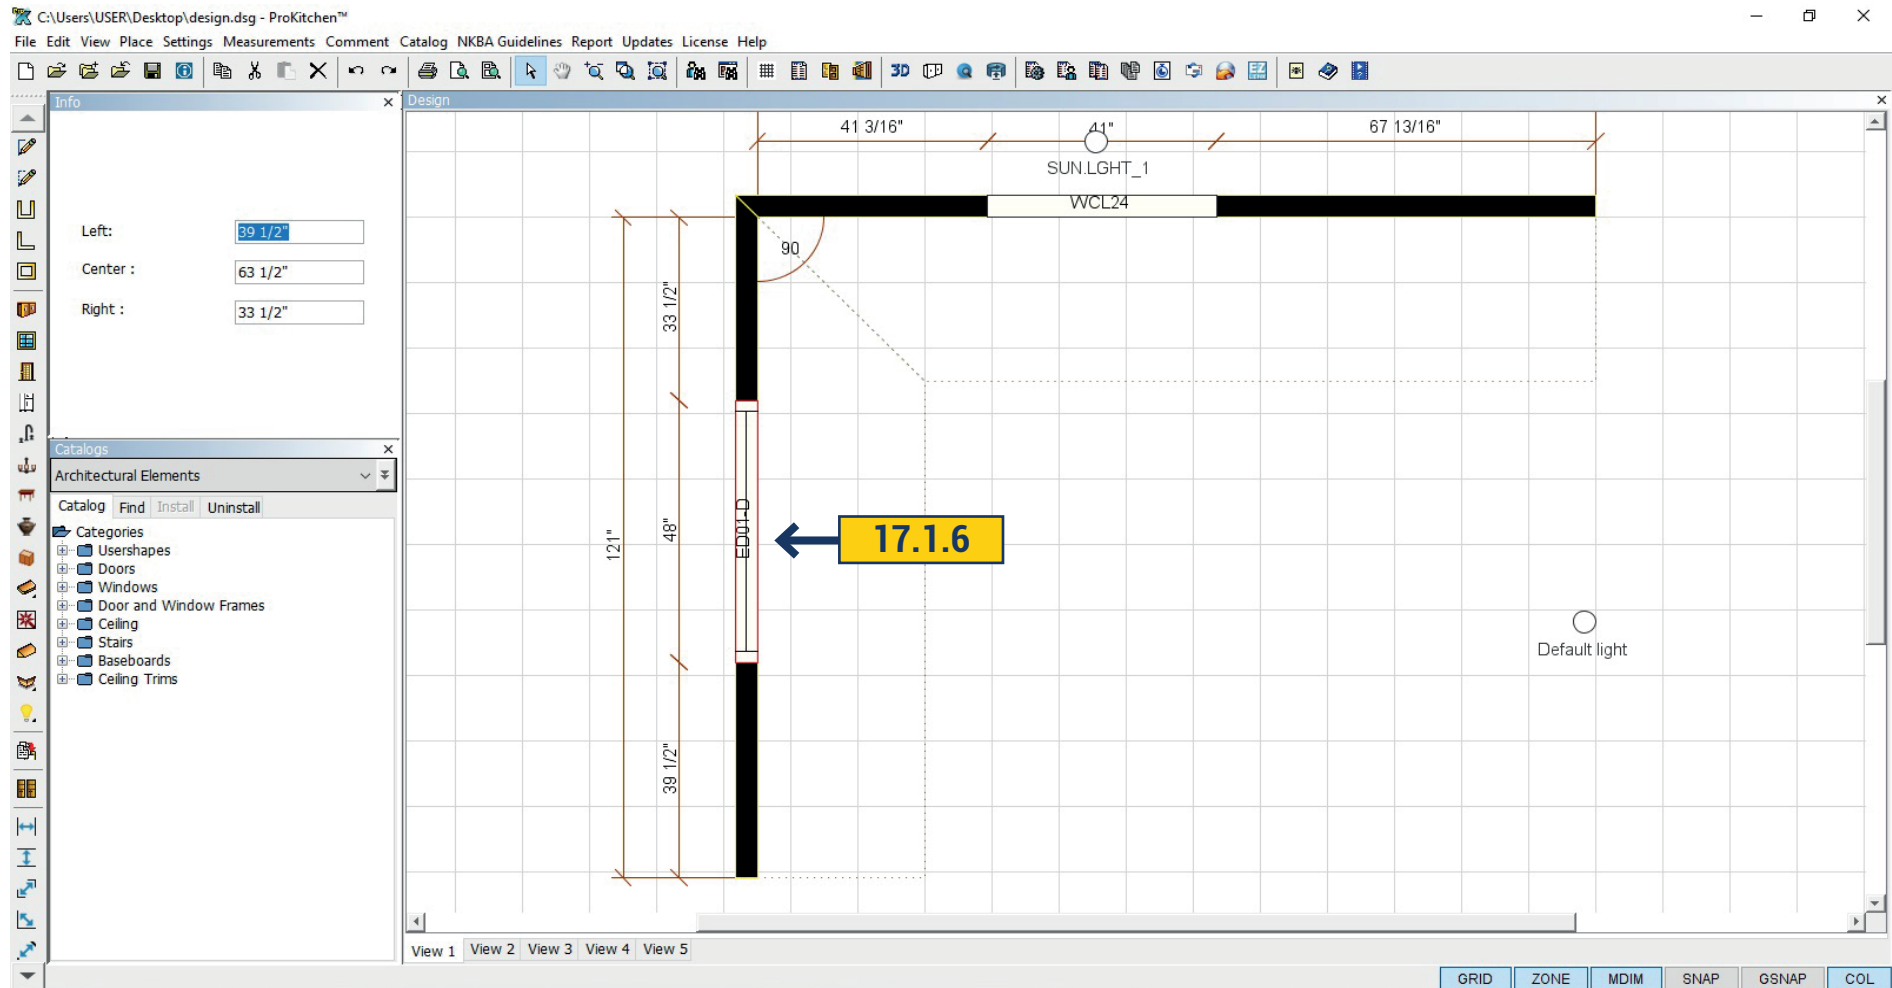 C:\Users\USER\Desktop\design.dsg - ProKitchen™
File Edit View Place Settings Measurements Comment Catalog NKBA Guidelines Report Updates License Help
3D
Info
Left: 39 1/2"
Center : 63 1/2"
Right : 33 1/2"
Catalogs
Architectural Elements
Catalog Find Install Uninstall
Categories
Usershapes
Doors
Windows
Door and Window Frames
Ceiling
Stairs
Baseboards
Ceiling Trims
Design
41 3/16" 41" 67 13/16"
SUN.LGHT_1
WCL24
90
33 1/2"
121"
48"
ED01-D
17.1.6
39 1/2"
Default light
View 1 View 2 View 3 View 4 View 5
GRID ZONE MDIM SNAP GSNAP COL